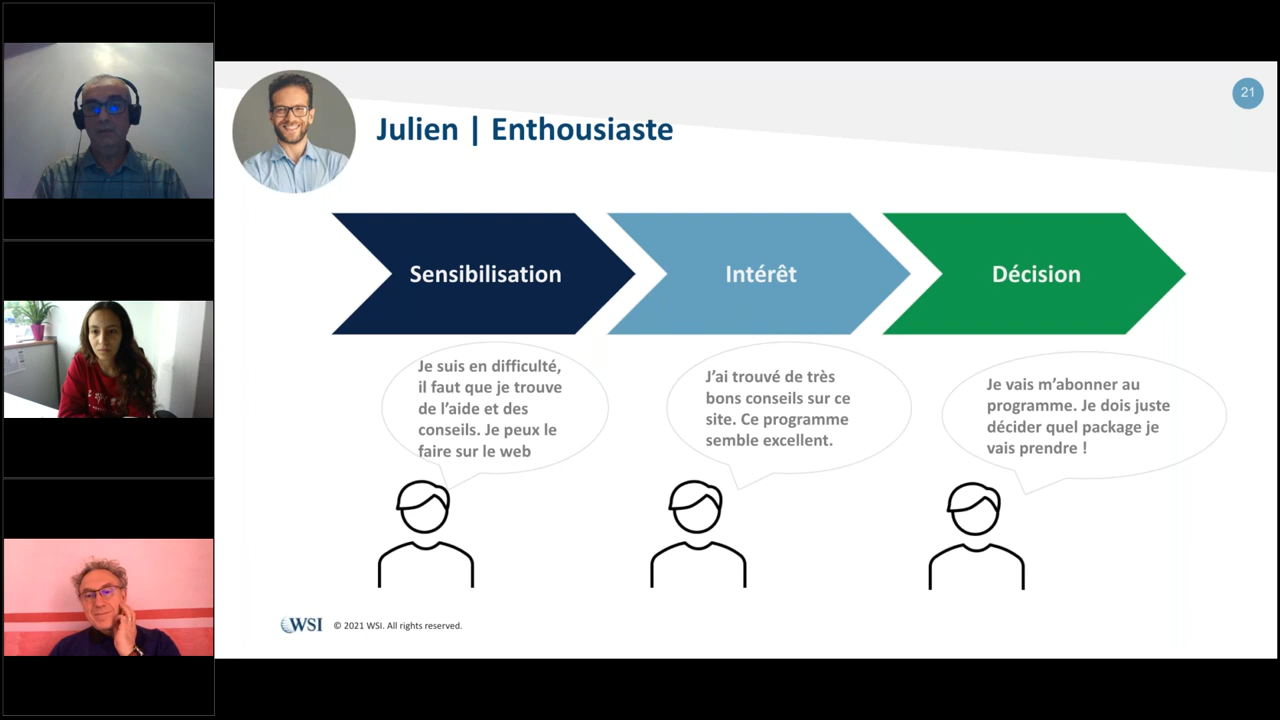 21
Julien | Enthousiaste
Sensibilisation
Intérêt
Décision
Je suis en difficulté,
il faut que je trouve
de l’aide et des
conseils. Je peux le
faire sur le web
J’ai trouvé de très
bons conseils sur ce
site. Ce programme
semble excellent.
Je vais m’abonner au
programme. Je dois juste
décider quel package je
vais prendre !
WSI © 2021 WSI. All rights reserved.